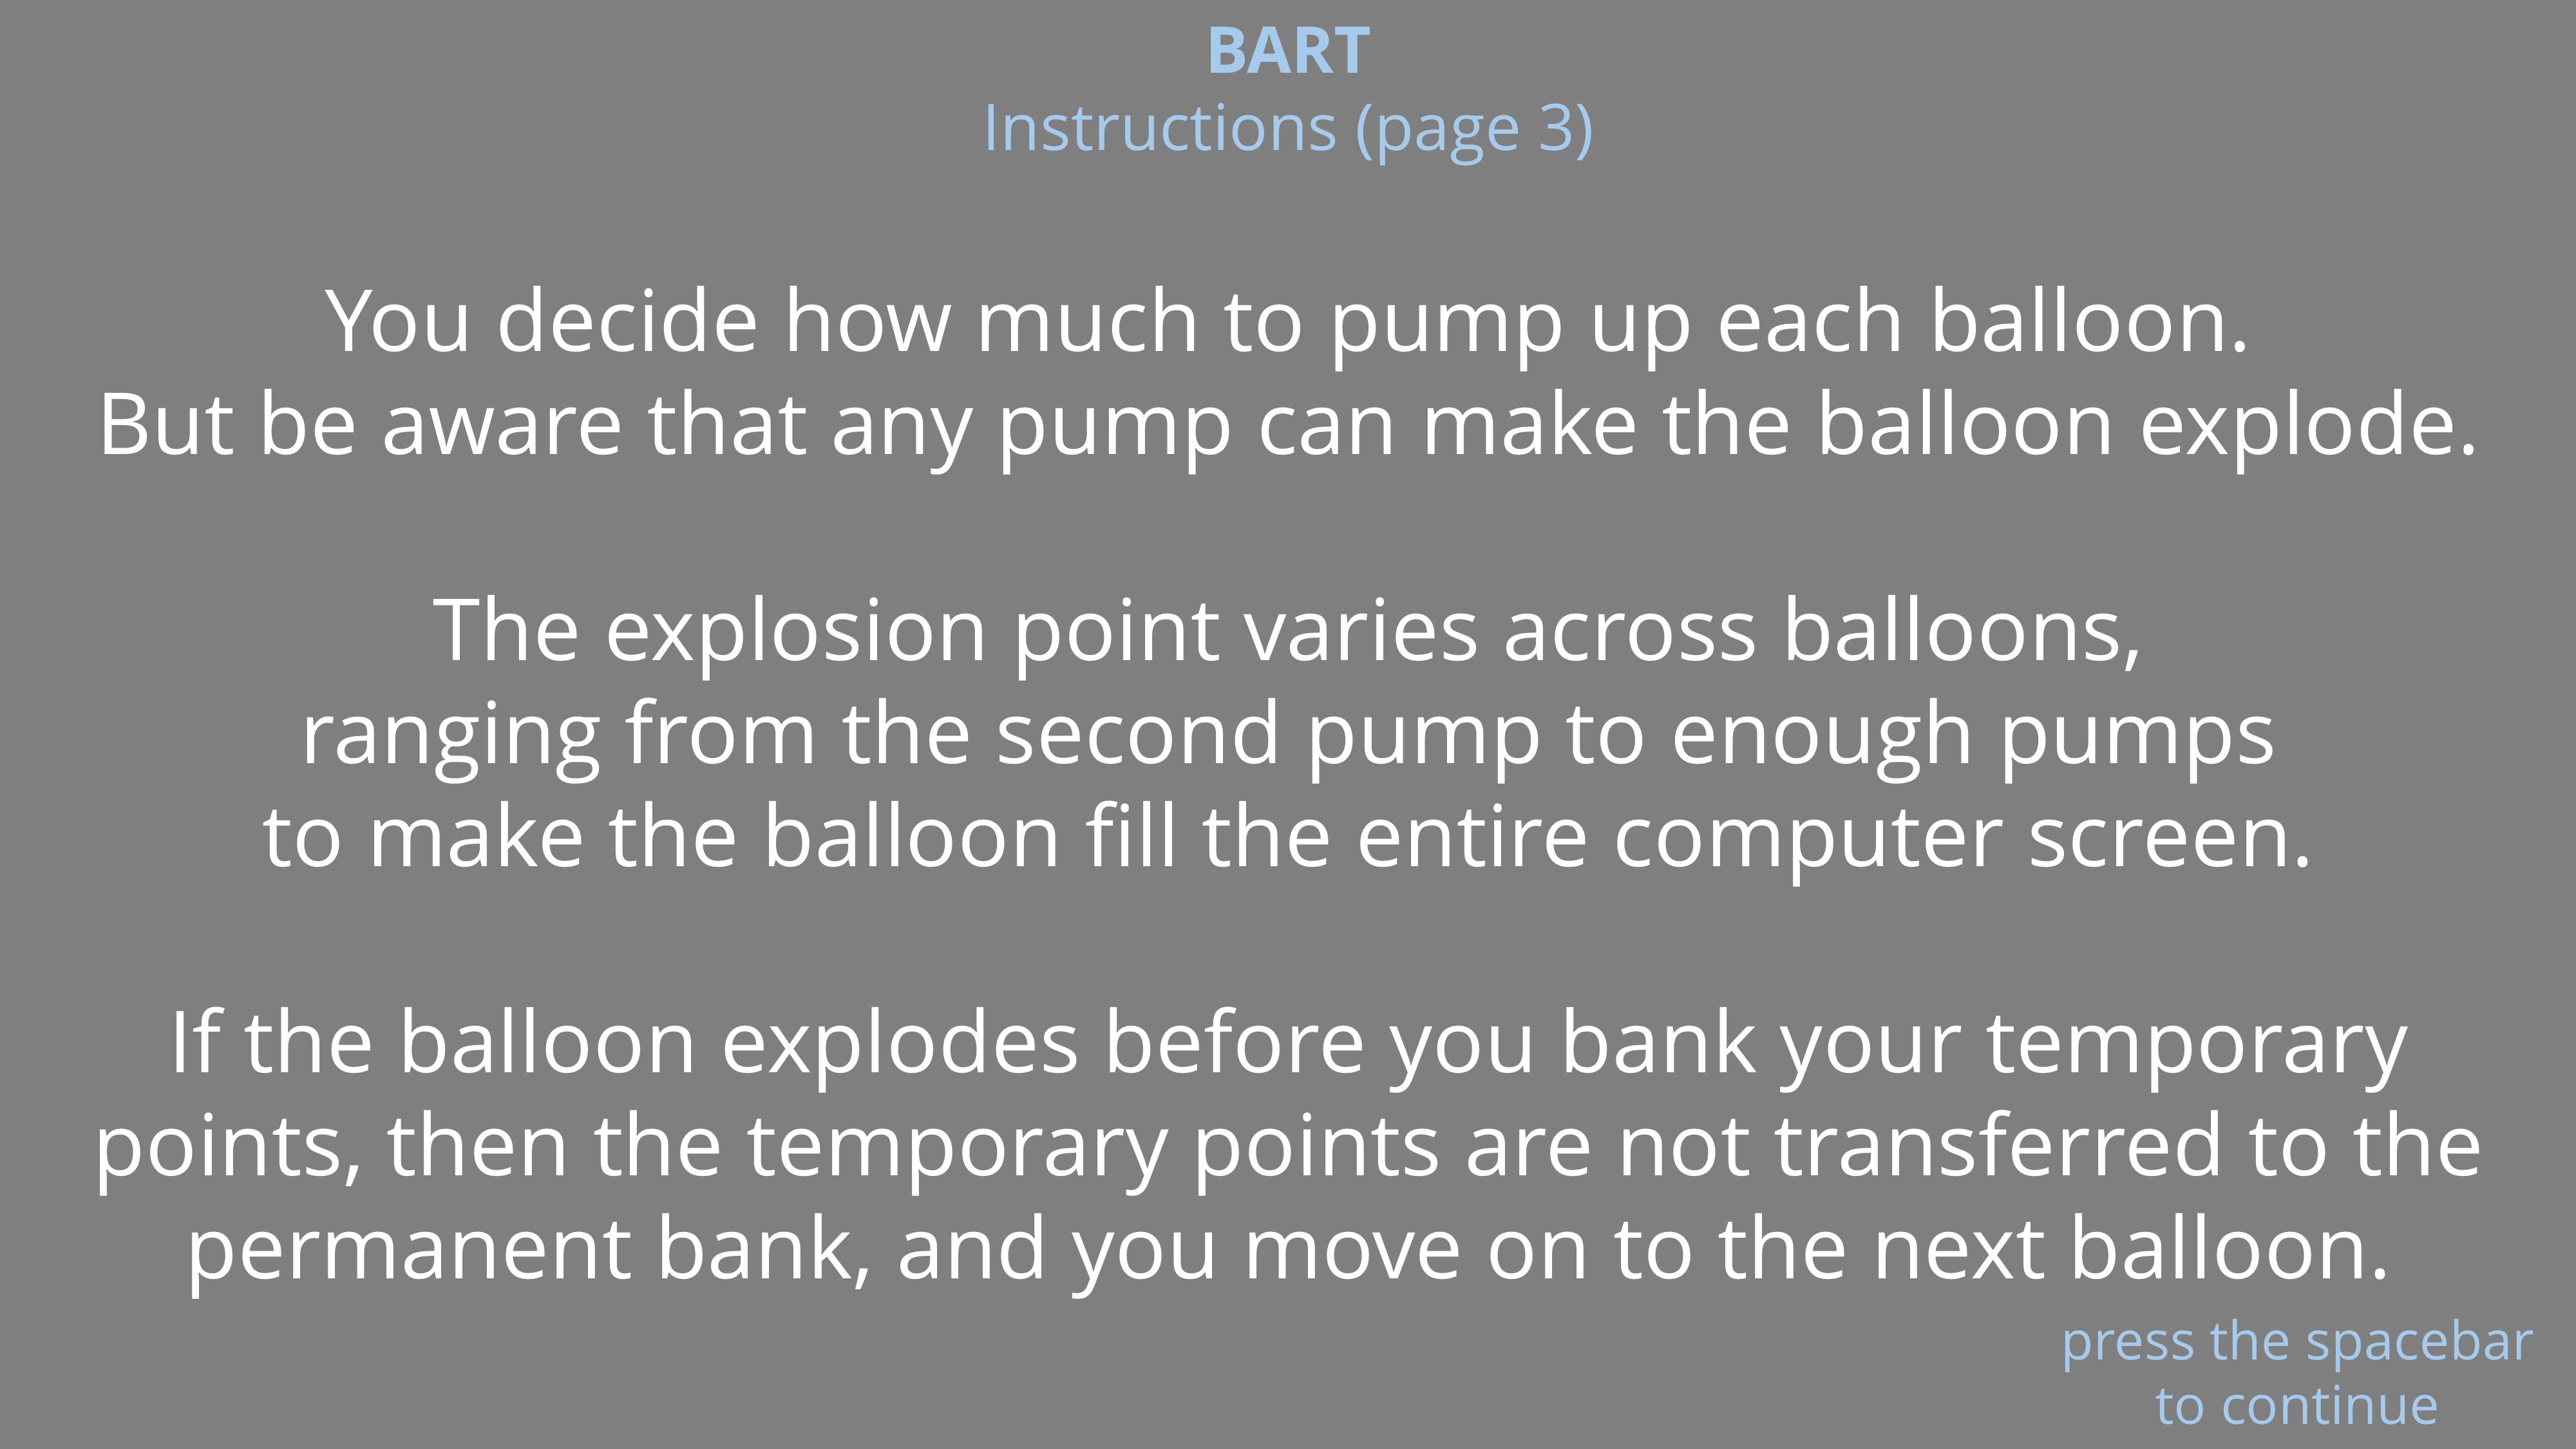 BART
Instructions (page 3)
You decide how much to pump up each balloon.
But be aware that any pump can make the balloon explode.
The explosion point varies across balloons,
ranging from the second pump to enough pumps
to make the balloon fill the entire computer screen.
If the balloon explodes before you bank your temporary
points, then the temporary points are not transferred to the
permanent bank, and you move on to the next balloon.
press the spacebar
to continue